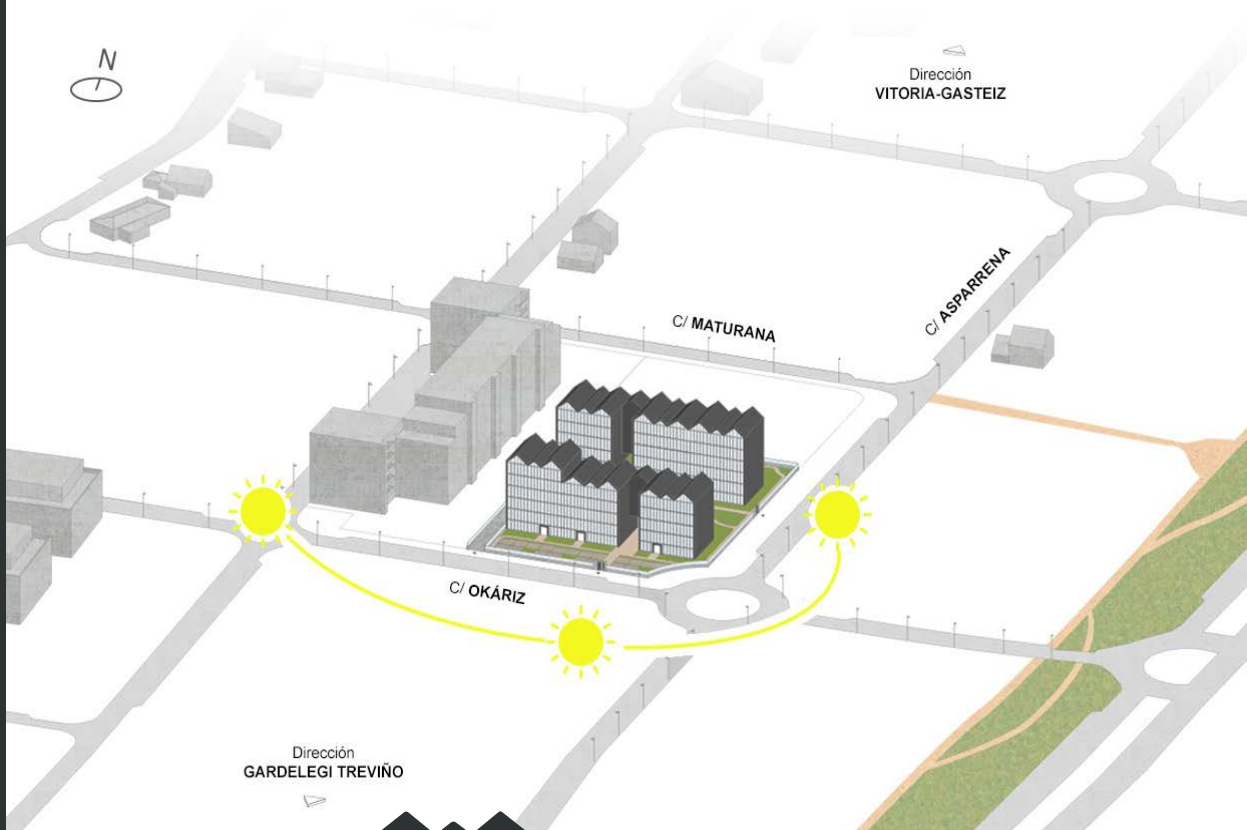 N
Dirección
VITORIA-GASTEIZ
C/ ASPARRENA
C/ MATURANA
C/ OKÁRIZ
Dirección
GARDELEGI TREVIÑO